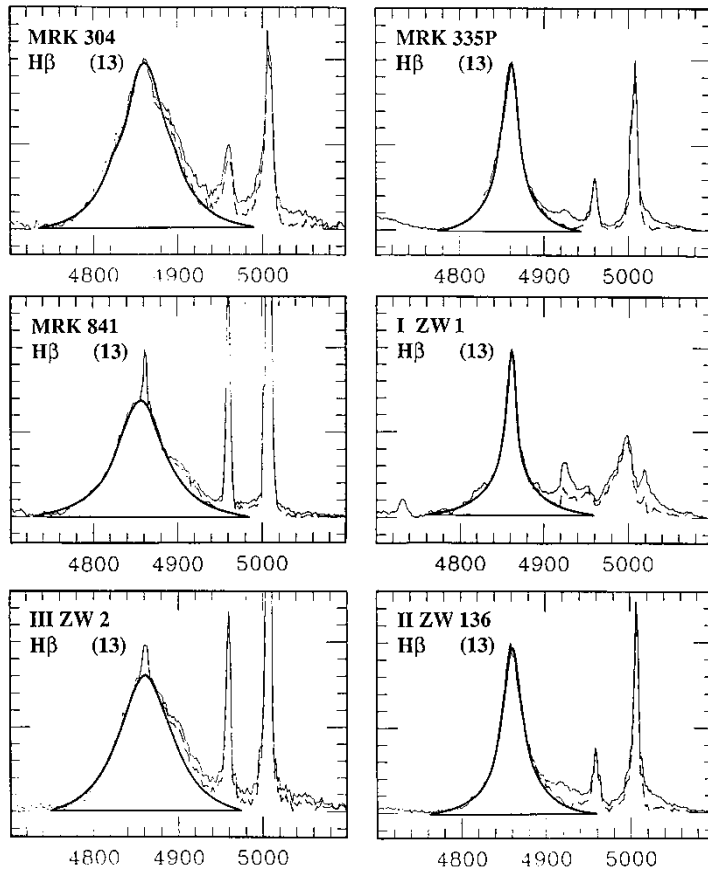 MRK 304
Hβ (13)
4800 4900 5000
MRK 335P
Hβ (13)
4800 4900 5000
MRK 841
Hβ (13)
4800 4900 5000
I ZW 1
Hβ (13)
4800 4900 5000
III ZW 2
Hβ (13)
4800 4900 5000
II ZW 136
Hβ (13)
4800 4900 5000